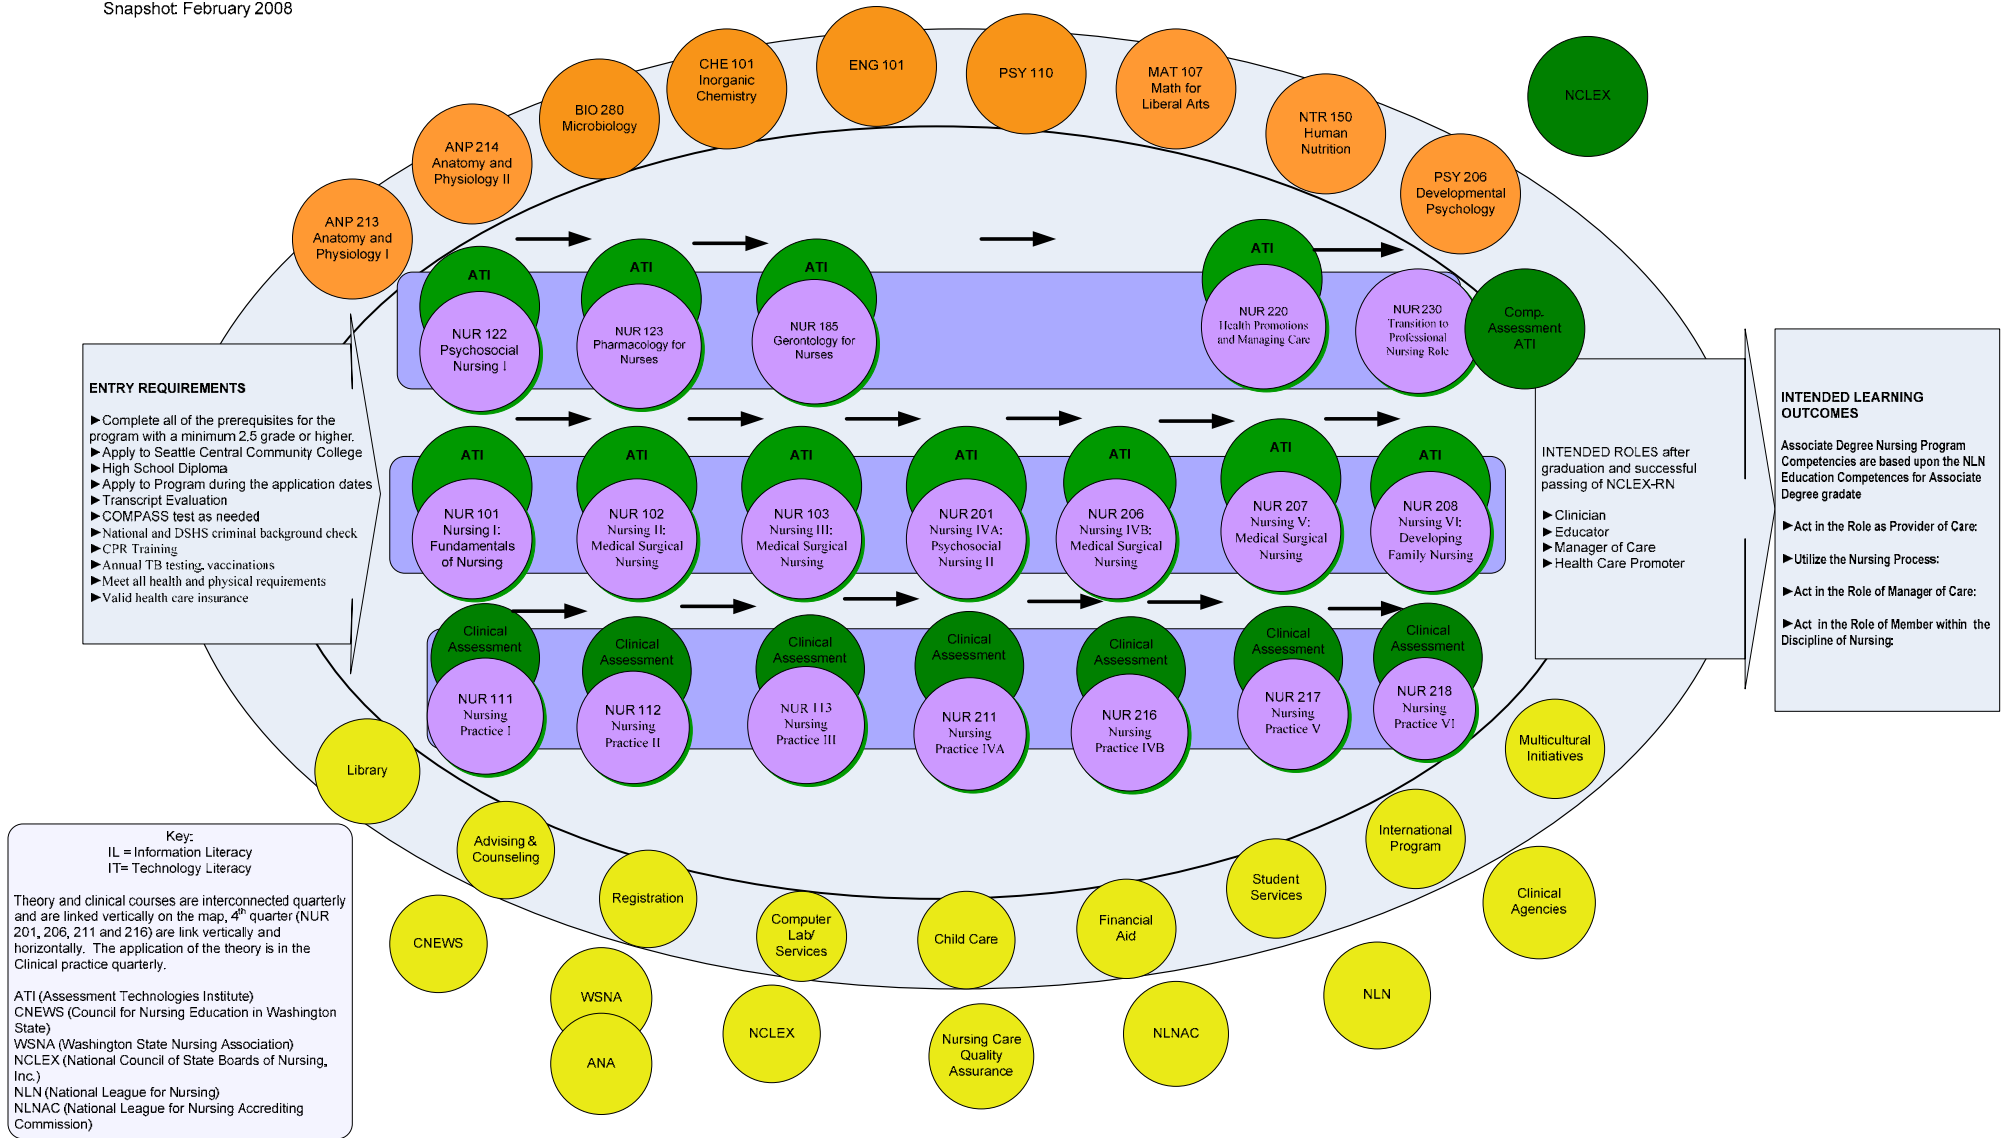 Snapshot: February 2008
CHE 101
Inorganic
Chemistry
ENG 101
PSY 110
MAT 107
Math for
Liberal Arts
NCLEX
BIO 280
Microbiology
NTR 150
Human
Nutrition
ANP 214
Anatomy and
Physiology II
PSY 206
Developmental
Psychology
ANP 213
Anatomy and
Physiology I
ATI
NUR 122
Psychosocial
Nursing I
ATI
NUR 123
Pharmacology for
Nurses
ATI
NUR 185
Gerontology for
Nurses
ATI
NUR 220
Health Promotions
and Managing Care
NUR 230
Transition to
Professional
Nursing Role
Comp.
Assessment
ATI
ENTRY REQUIREMENTS
►Complete all of the prerequisites for the
program with a minimum 2.5 grade or higher.
►Apply to Seattle Central Community College
►High School Diploma
►Apply to Program during the application dates
►Transcript Evaluation
►COMPASS test as needed
►National and DSHS criminal background check
►CPR Training
►Annual TB testing, vaccinations
►Meet all health and physical requirements
►Valid health care insurance
ATI
NUR 101
Nursing I:
Fundamentals
of Nursing
ATI
NUR 102
Nursing II:
Medical Surgical
Nursing
ATI
NUR 103
Nursing III:
Medical Surgical
Nursing
ATI
NUR 201
Nursing IVA:
Psychosocial
Nursing II
ATI
NUR 206
Nursing IVB:
Medical Surgical
Nursing
ATI
NUR 207
Nursing V:
Medical Surgical
Nursing
ATI
NUR 208
Nursing VI:
Developing
Family Nursing
INTENDED ROLES after
graduation and successful
passing of NCLEX-RN
►Clinician
►Educator
►Manager of Care
►Health Care Promoter
INTENDED LEARNING
OUTCOMES
Associate Degree Nursing Program
Competencies are based upon the NLN
Education Competences for Associate
Degree gradate
►Act in the Role as Provider of Care:
►Utilize the Nursing Process:
►Act in the Role of Manager of Care:
►Act in the Role of Member within the
Discipline of Nursing:
Clinical
Assessment
NUR 111
Nursing
Practice I
Clinical
Assessment
NUR 112
Nursing
Practice II
Clinical
Assessment
NUR 113
Nursing
Practice III
Clinical
Assessment
NUR 211
Nursing
Practice IVA
Clinical
Assessment
NUR 216
Nursing
Practice IVB
Clinical
Assessment
NUR 217
Nursing
Practice V
Clinical
Assessment
NUR 218
Nursing
Practice VI
Library
Advising &
Counseling
Registration
Computer
Lab/
Services
Child Care
Financial
Aid
Student
Services
International
Program
Multicultural
Initiatives
CNEWS
WSNA
ANA
NCLEX
Nursing Care
Quality
Assurance
NLNAC
NLN
Clinical
Agencies
Key:
IL = Information Literacy
IT= Technology Literacy
Theory and clinical courses are interconnected quarterly
and are linked vertically on the map, 4th quarter (NUR
201, 206, 211 and 216) are link vertically and
horizontally. The application of the theory is in the
Clinical practice quarterly.
ATI (Assessment Technologies Institute)
CNEWS (Council for Nursing Education in Washington
State)
WSNA (Washington State Nursing Association)
NCLEX (National Council of State Boards of Nursing,
Inc.)
NLN (National League for Nursing)
NLNAC (National League for Nursing Accrediting
Commission)